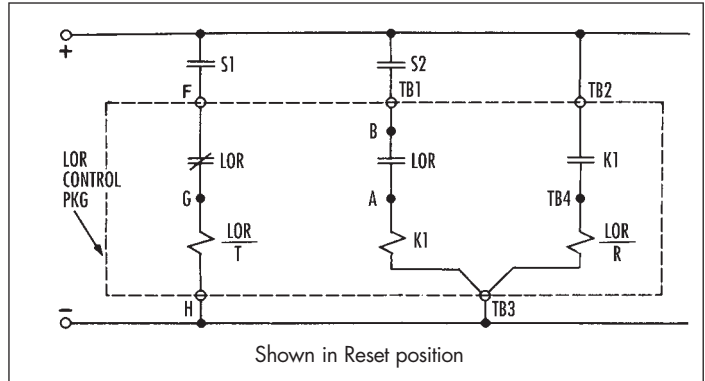 +
S1
S2
F
TB1
TB2
B
LOR
LOR
K1
LOR
CONTROL
PKG
G
A
TB4
LOR
T
K1
LOR
R
H
TB3
−
Shown in Reset position